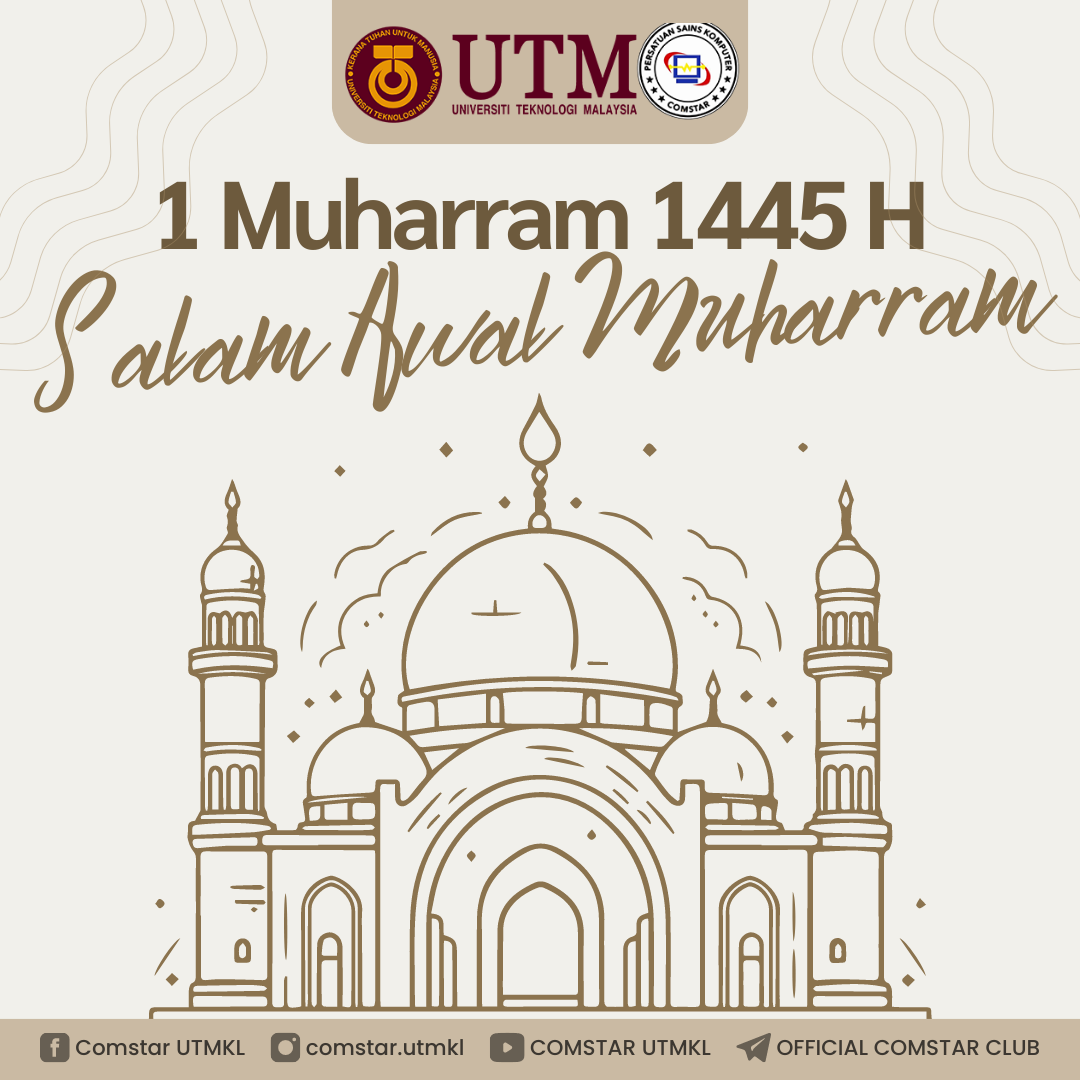 KERANA TUHAN UNTUK MANUSIA
UNIVERSITI TEKNOLOGI MALAYSIA
UTM
UNIVERSITI TEKNOLOGI MALAYSIA
PERSATUAN SAINS KOMPUTER
COMSTAR
1 Muharram 1445 H
Salam Awal Muharram
Comstar UTMKL
comstar.utmkl
COMSTAR UTMKL
OFFICIAL COMSTAR CLUB